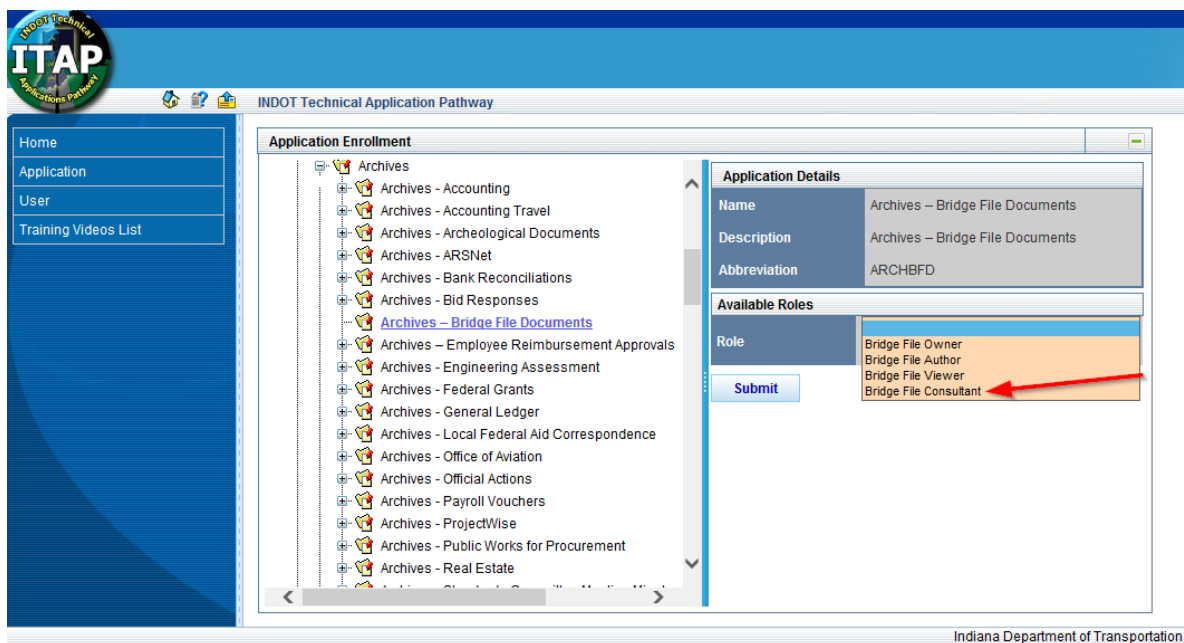 INDOT Technical
ITAP
Applications Pathway
INDOT Technical Application Pathway
Home
Application
User
Training Videos List
Application Enrollment
Archives
Archives - Accounting
Archives - Accounting Travel
Archives - Archeological Documents
Archives - ARSNet
Archives - Bank Reconciliations
Archives - Bid Responses
Archives – Bridge File Documents
Archives – Employee Reimbursement Approvals
Archives - Engineering Assessment
Archives - Federal Grants
Archives - General Ledger
Archives - Local Federal Aid Correspondence
Archives - Office of Aviation
Archives - Official Actions
Archives - Payroll Vouchers
Archives - ProjectWise
Archives - Public Works for Procurement
Archives - Real Estate
Application Details
Name Archives – Bridge File Documents
Description Archives – Bridge File Documents
Abbreviation ARCHBFD
Available Roles
Role
Bridge File Owner
Bridge File Author
Bridge File Viewer
Bridge File Consultant
Submit
Indiana Department of Transportation